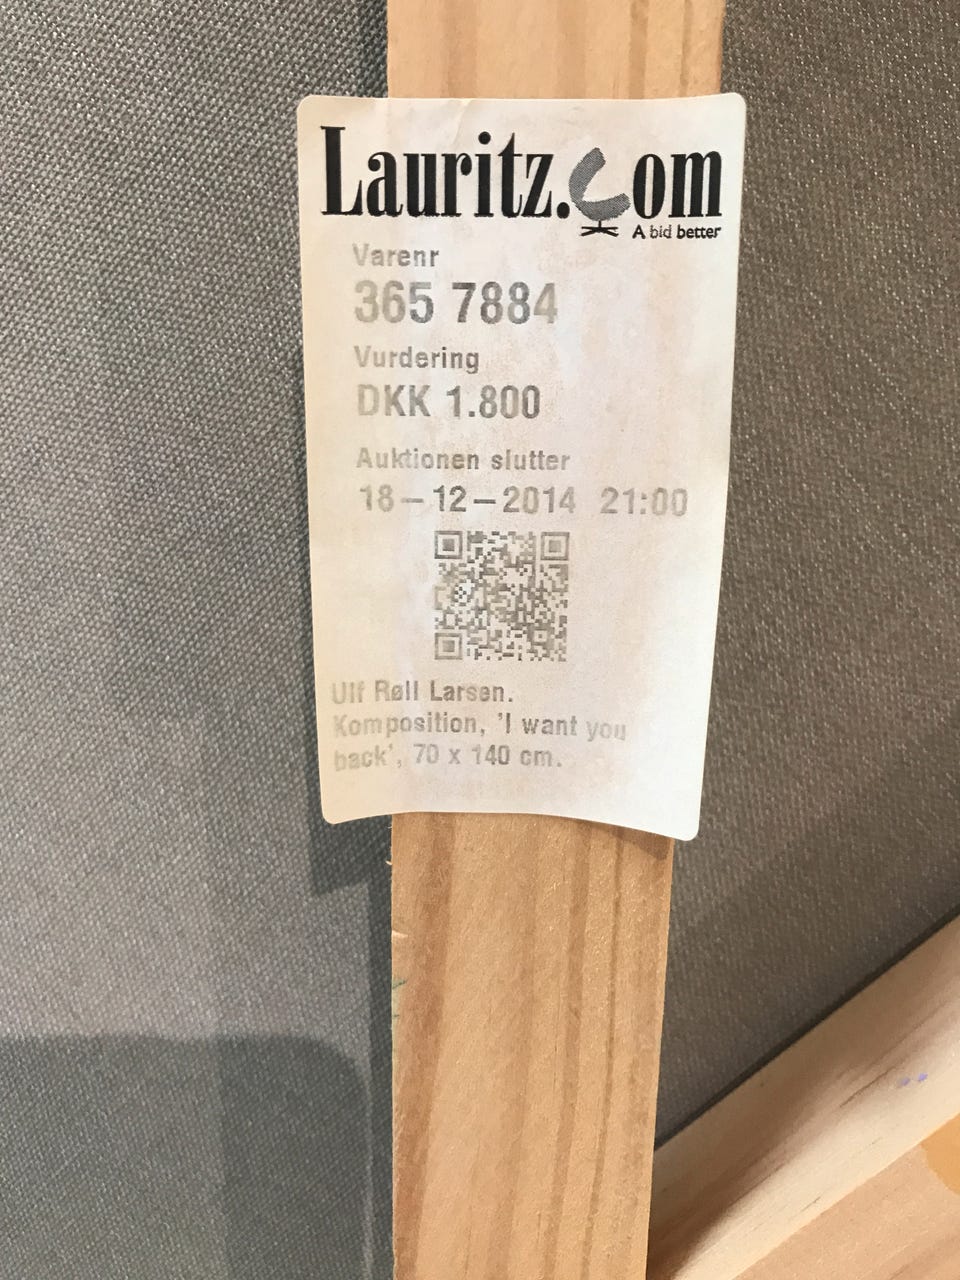 Lauritz.Com
A bid better
Varenr
365 7884
Vurdering
DKK 1.800
Auktionen slutter
18-12-2014 21:00
Ulf Røll Larsen.
Komposition, 'I want you
back', 70 x 140 cm.